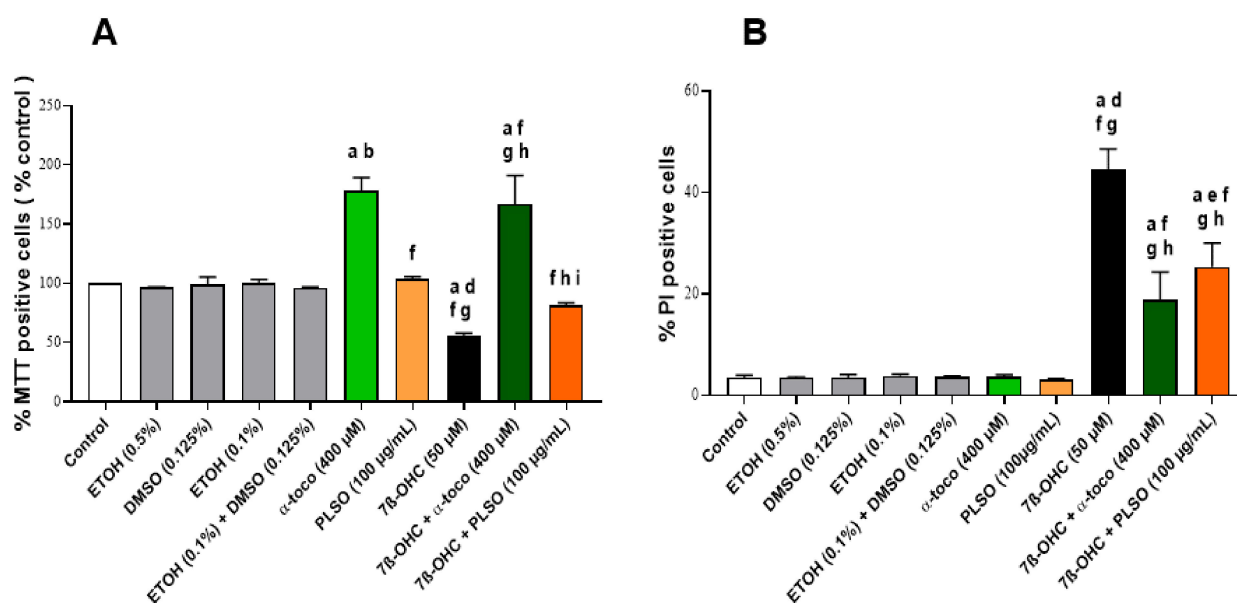 A
% MTT positive cells ( % control)
250
200
150
100
50
0
a b
f
a d
f g
a f
g h
f h i
Control
ETOH (0.5%)
DMSO (0.125%)
ETOH (0.1%)
ETOH (0.1%) + DMSO (0.125%)
α-toco (400 µM)
PLSO (100 µg/mL)
7ß-OHC (50 µM)
7ß-OHC + α-toco (400 µM)
7ß-OHC + PLSO (100 µg/mL)
B
% PI positive cells
60
40
20
0
a d
f g
a f
g h
a e f
g h
Control
ETOH (0.5%)
DMSO (0.125%)
ETOH (0.1%)
ETOH (0.1%) + DMSO (0.125%)
α-toco (400 µM)
PLSO (100µg/mL)
7ß-OHC (50 µM)
7ß-OHC + α-toco (400 µM)
7ß-OHC + PLSO (100 µg/mL)